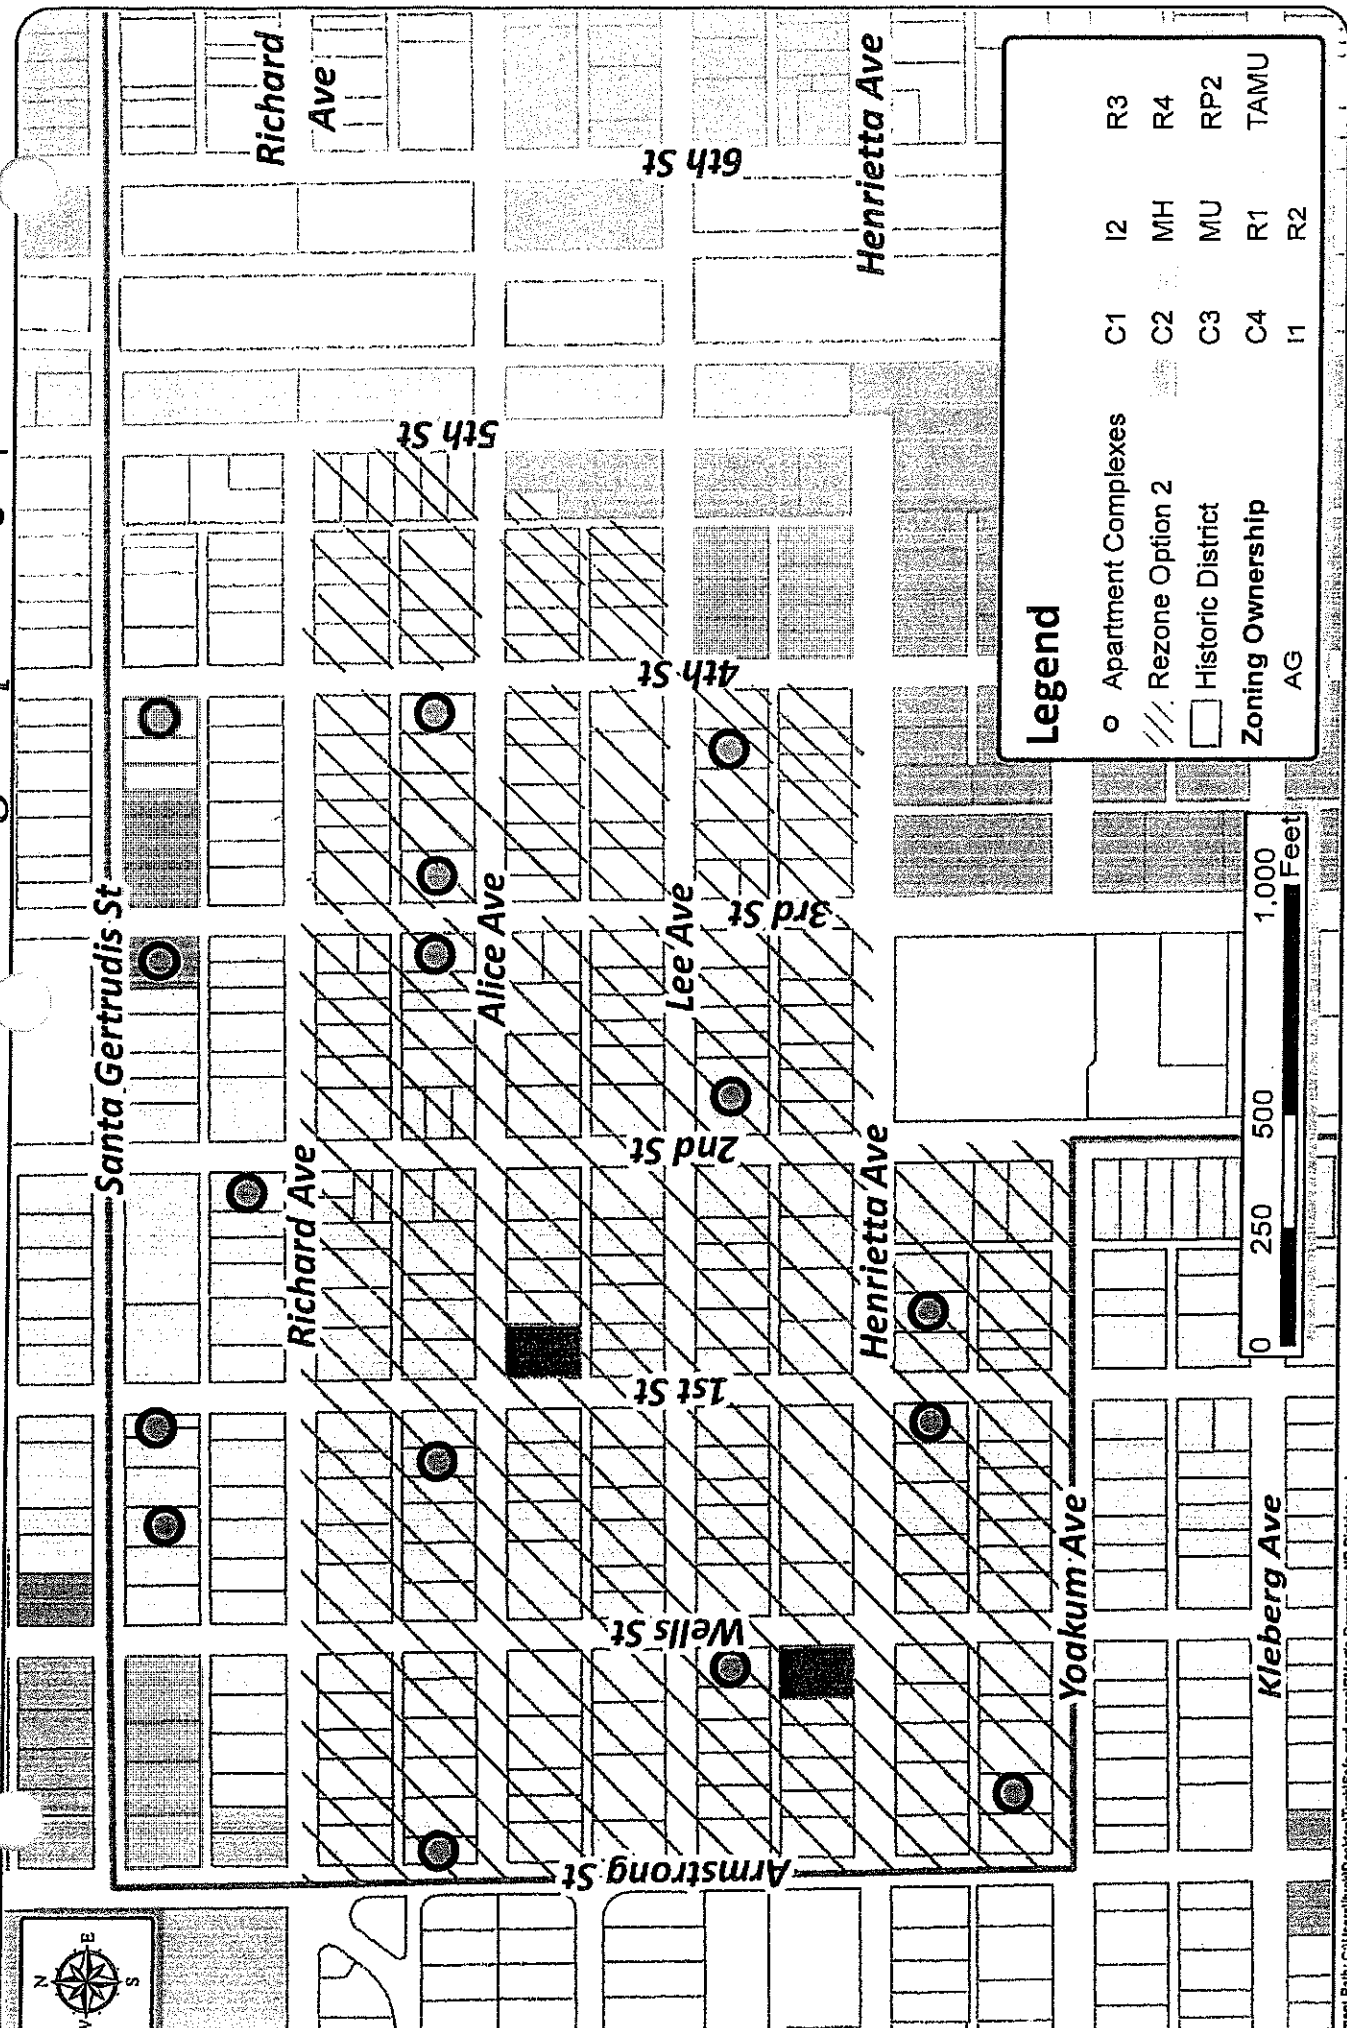 Santa Gertrudis St
Richard
Ave
Richard Ave
Alice Ave
Lee Ave
Henrietta Ave
Henrietta Ave
Yoakum Ave
Kleberg Ave
Armstrong St
Wells St
1st St
2nd St
3rd St
4th St
5th St
6th St
N
E
S
W
Legend
Apartment Complexes
Rezone Option 2
Historic District
Zoning Ownership
AG
C1
C2
C3
C4
I1
I2
MH
MU
R1
R2
R3
R4
RP2
TAMU
0 250 500 1,000
Feet